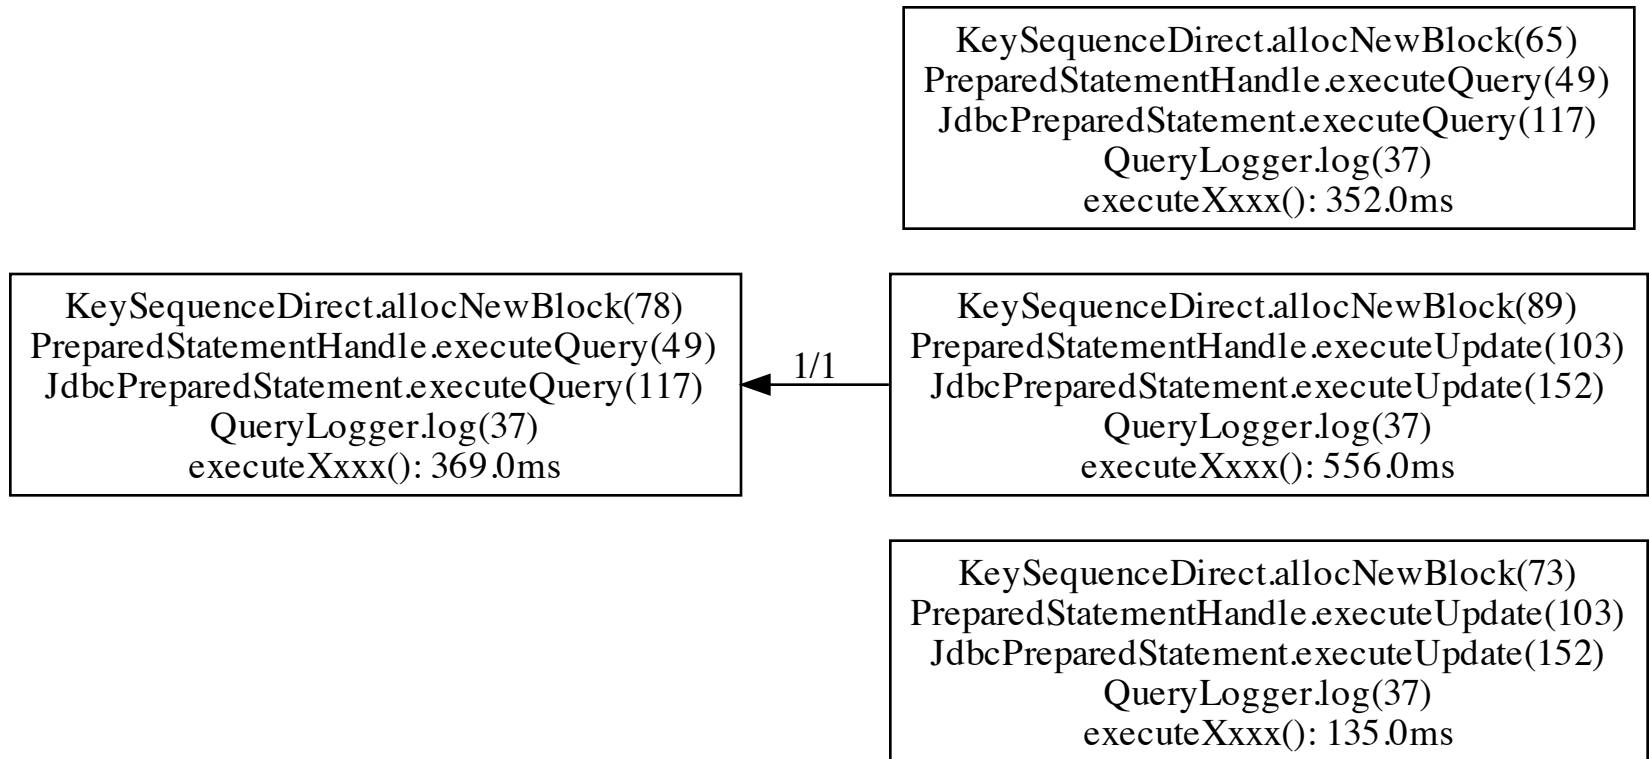 KeySequenceDirect.allocNewBlock(65)
PreparedStatementHandle.executeQuery(49)
JdbcPreparedStatement.executeQuery(117)
QueryLogger.log(37)
executeXxxx(): 352.0ms
KeySequenceDirect.allocNewBlock(78)
PreparedStatementHandle.executeQuery(49)
JdbcPreparedStatement.executeQuery(117)
QueryLogger.log(37)
executeXxxx(): 369.0ms
1/1
KeySequenceDirect.allocNewBlock(89)
PreparedStatementHandle.executeUpdate(103)
JdbcPreparedStatement.executeUpdate(152)
QueryLogger.log(37)
executeXxxx(): 556.0ms
KeySequenceDirect.allocNewBlock(73)
PreparedStatementHandle.executeUpdate(103)
JdbcPreparedStatement.executeUpdate(152)
QueryLogger.log(37)
executeXxxx(): 135.0ms